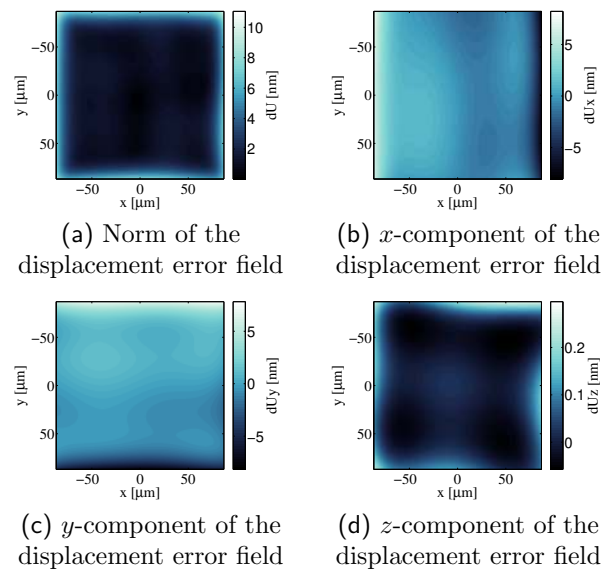 10
8
6
4
2
dU [nm]
−50
0
50
y [µm]
−50 0 50
x [µm]
(a) Norm of the
displacement error field
5
0
−5
dUx [nm]
−50
0
50
y [µm]
−50 0 50
x [µm]
(b) x-component of the
displacement error field
5
0
−5
dUy [nm]
−50
0
50
y [µm]
−50 0 50
x [µm]
(c) y-component of the
displacement error field
0.2
0.1
0
dUz [nm]
−50
0
50
y [µm]
−50 0 50
x [µm]
(d) z-component of the
displacement error field